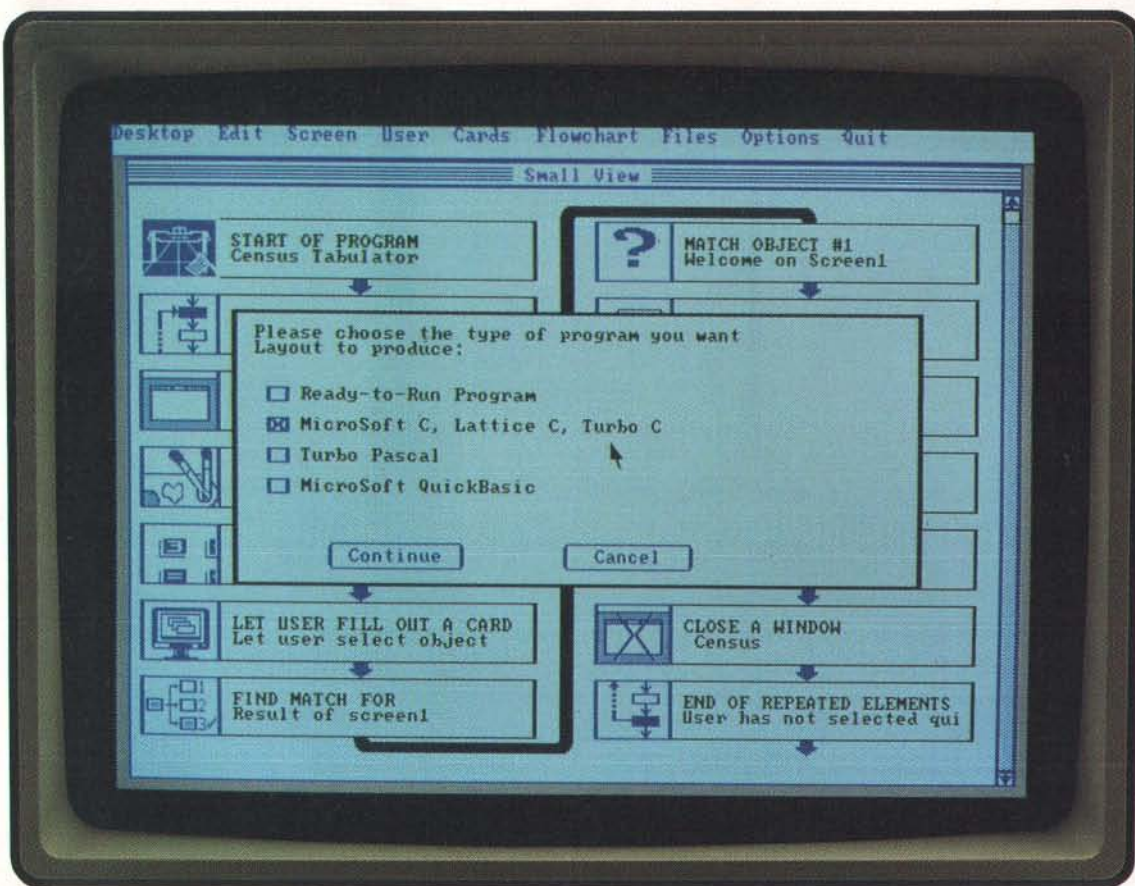 Desktop Edit Screen User Cards Flowchart Files Options Quit
Small View
START OF PROGRAM
Census Tabulator
MATCH OBJECT #1
Welcome on Screen1
Please choose the type of program you want
Layout to produce:
Ready-to-Run Program
MicroSoft C, Lattice C, Turbo C
Turbo Pascal
MicroSoft QuickBasic
Continue
Cancel
LET USER FILL OUT A CARD
Let user select object
CLOSE A WINDOW
Census
FIND MATCH FOR
Result of screen1
1
2
3
END OF REPEATED ELEMENTS
User has not selected qui